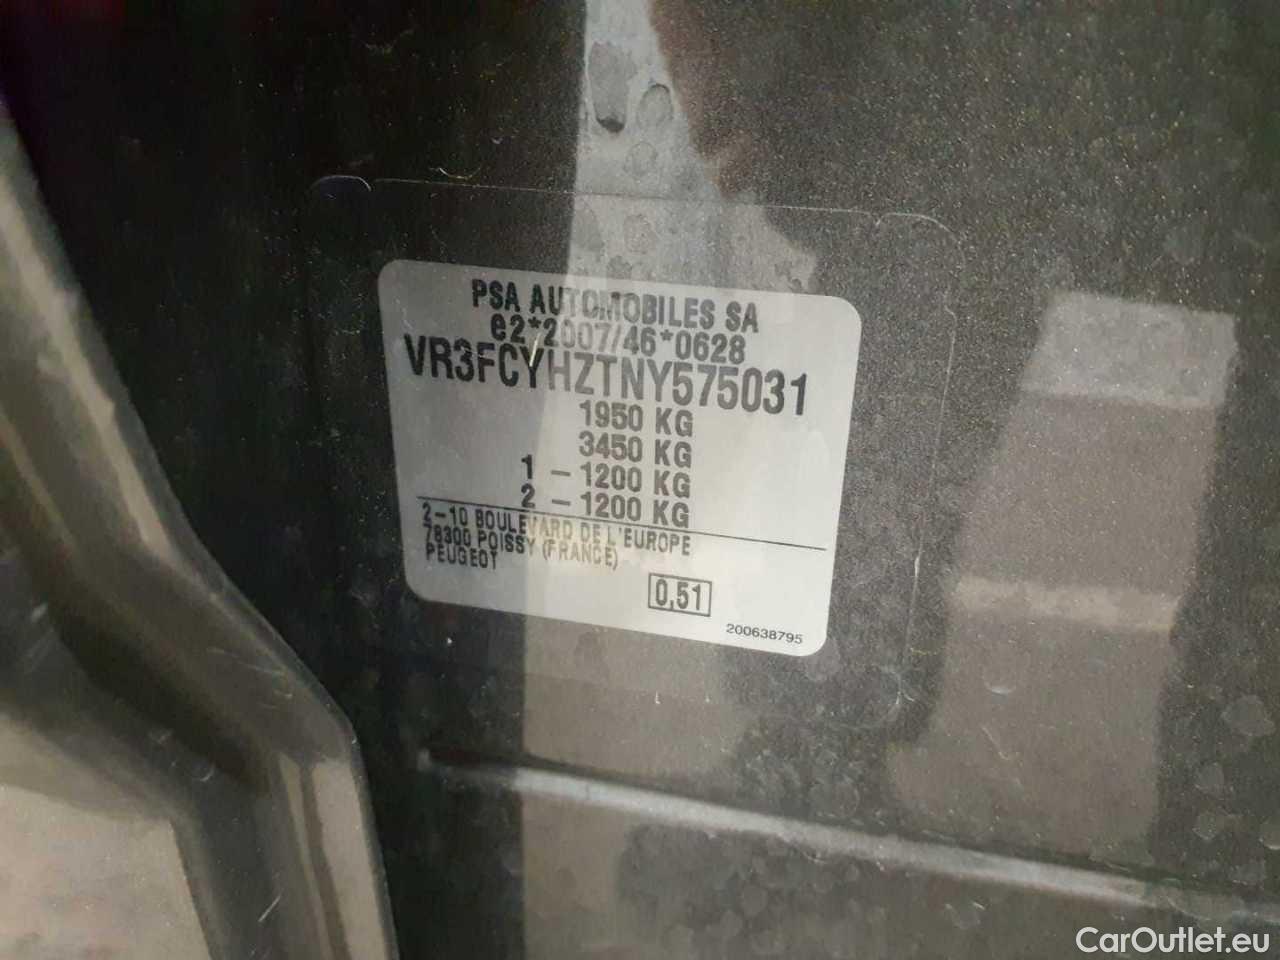 PSA AUTOMOBILES SA
e2*2007/46*0628
VR3FCYHZTNY575031
1950 KG
3450 KG
1 - 1200 KG
2 - 1200 KG
2-10 BOULEVARD DE L'EUROPE
78300 POISSY (FRANCE)
PEUGEOT
0,51
200638795
CarOutlet.eu